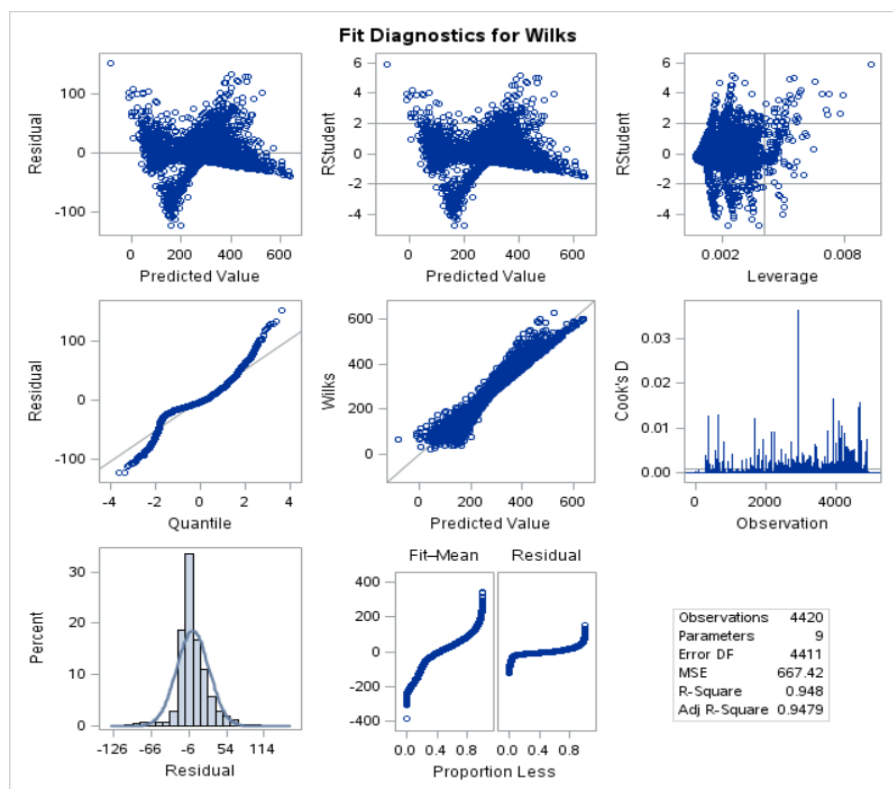 Fit Diagnostics for Wilks
Residual
100
0
-100
0 200 400 600
Predicted Value
RStudent
6
4
2
0
-2
-4
0 200 400 600
Predicted Value
RStudent
6
4
2
0
-2
-4
0.002 0.008
Leverage
Residual
100
0
-100
-4 -2 0 2 4
Quantile
Wilks
600
400
200
0
0 200 400 600
Predicted Value
Cook's D
0.03
0.02
0.01
0.00
0 2000 4000
Observation
Percent
30
20
10
0
-126 -66 -6 54 114
Residual
Fit–Mean Residual
400
200
0
-200
-400
0.0 0.4 0.8 0.0 0.4 0.8
Proportion Less
Observations 4420
Parameters 9
Error DF 4411
MSE 667.42
R-Square 0.948
Adj R-Square 0.9479